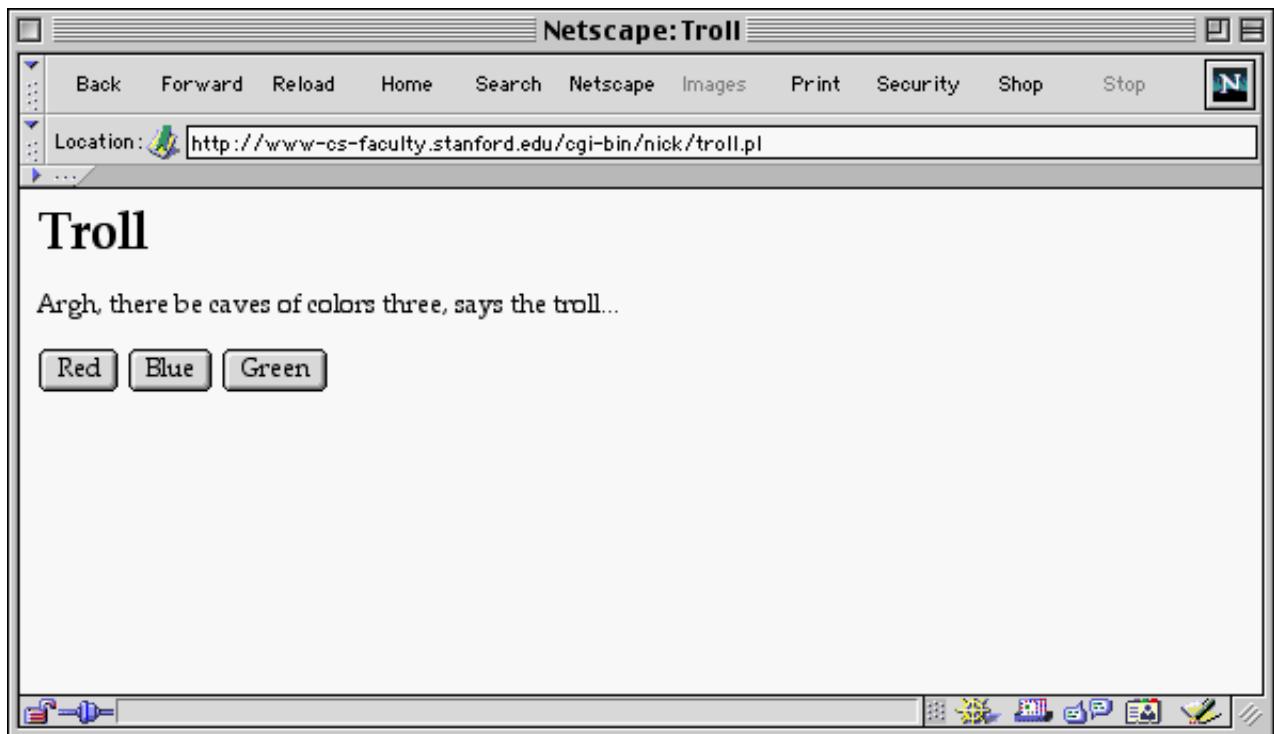 Netscape: Troll
Back Forward Reload Home Search Netscape Images Print Security Shop Stop N
Location: http://www-cs-faculty.stanford.edu/cgi-bin/nick/troll.pl
...
Troll
Argh, there be caves of colors three, says the troll...
Red Blue Green